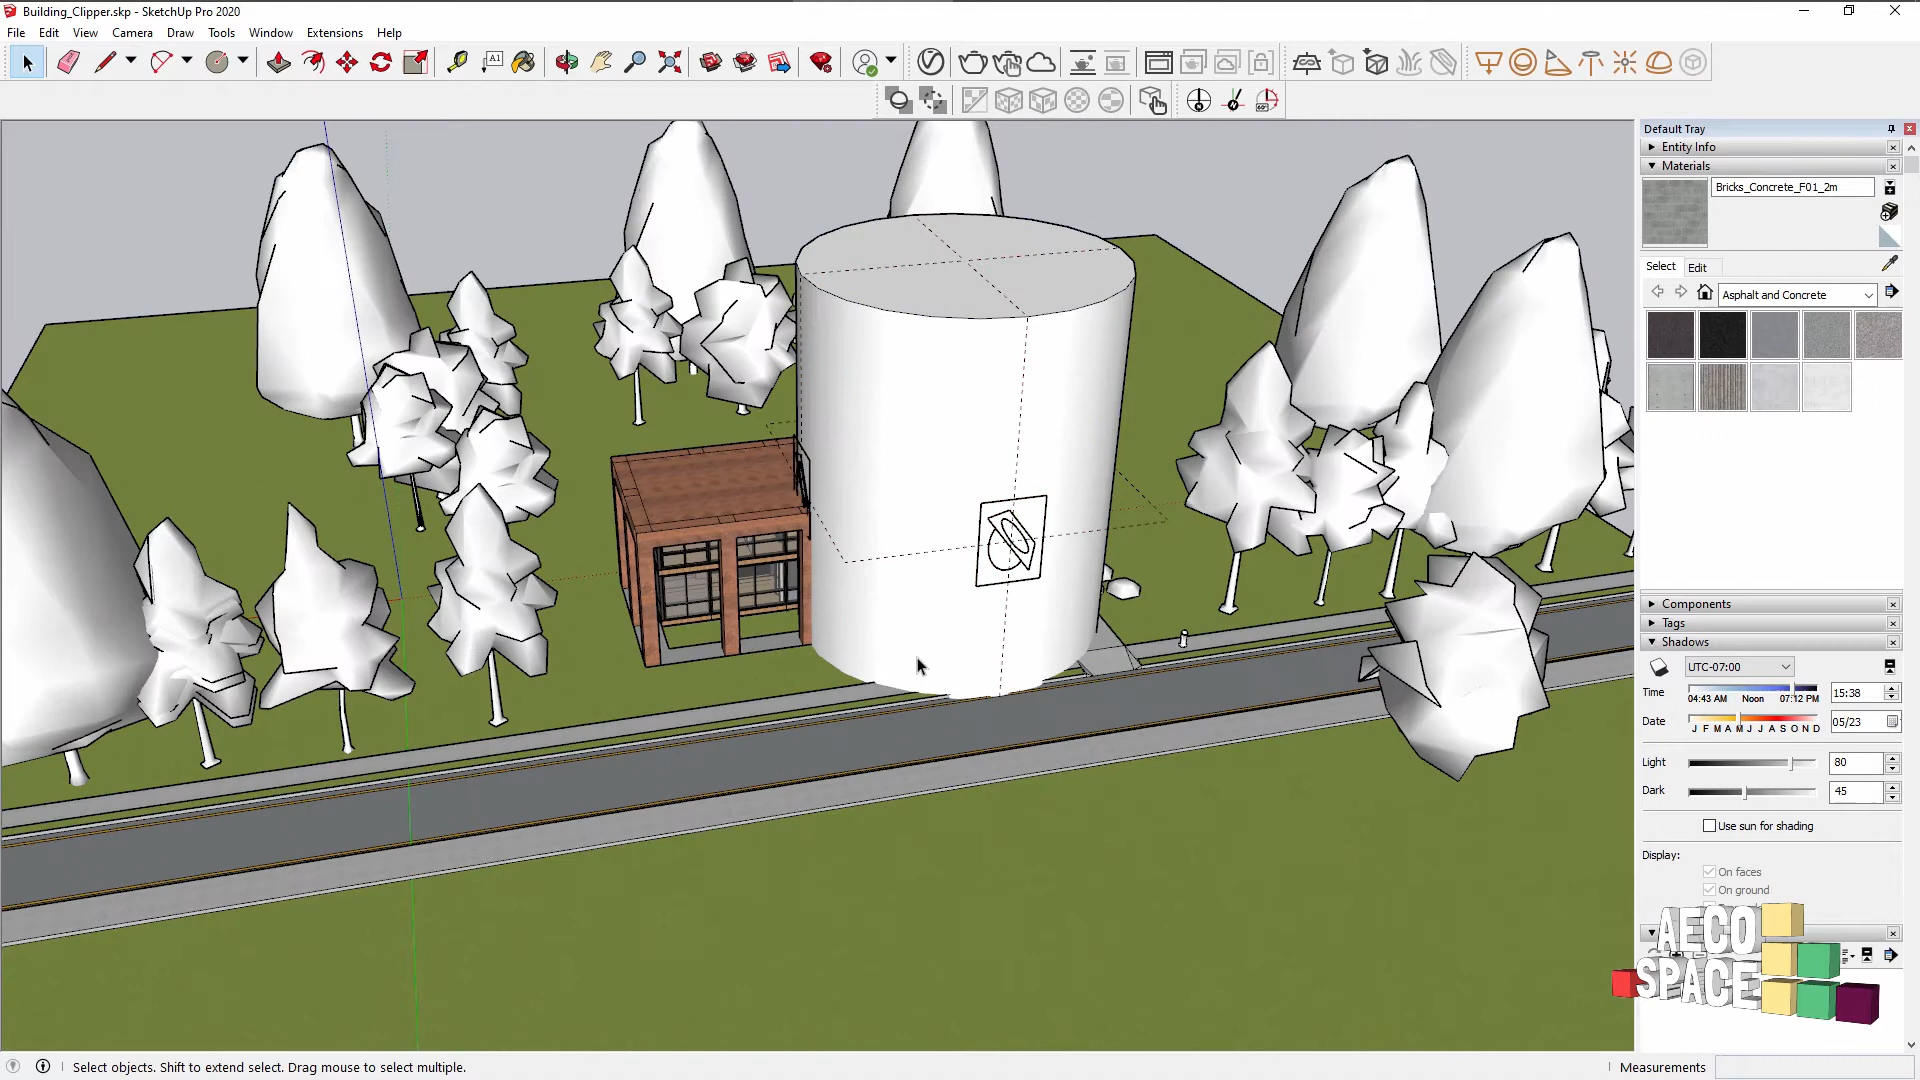 Building_Clipper.skp - SketchUp Pro 2020
File Edit View Camera Draw Tools Window Extensions Help
A1
Default Tray
Entity Info
Materials
Bricks_Concrete_F01_2m
Select Edit
Asphalt and Concrete
Components
Tags
Shadows
UTC-07:00
Time 04:43 AM Noon 07:12 PM 15:38
Date J F M A M J J A S O N D 05/23
Light 80
Dark 45
Use sun for shading
Display:
On faces
On ground
AECO
SPACE
Select objects. Shift to extend select. Drag mouse to select multiple.
Measurements